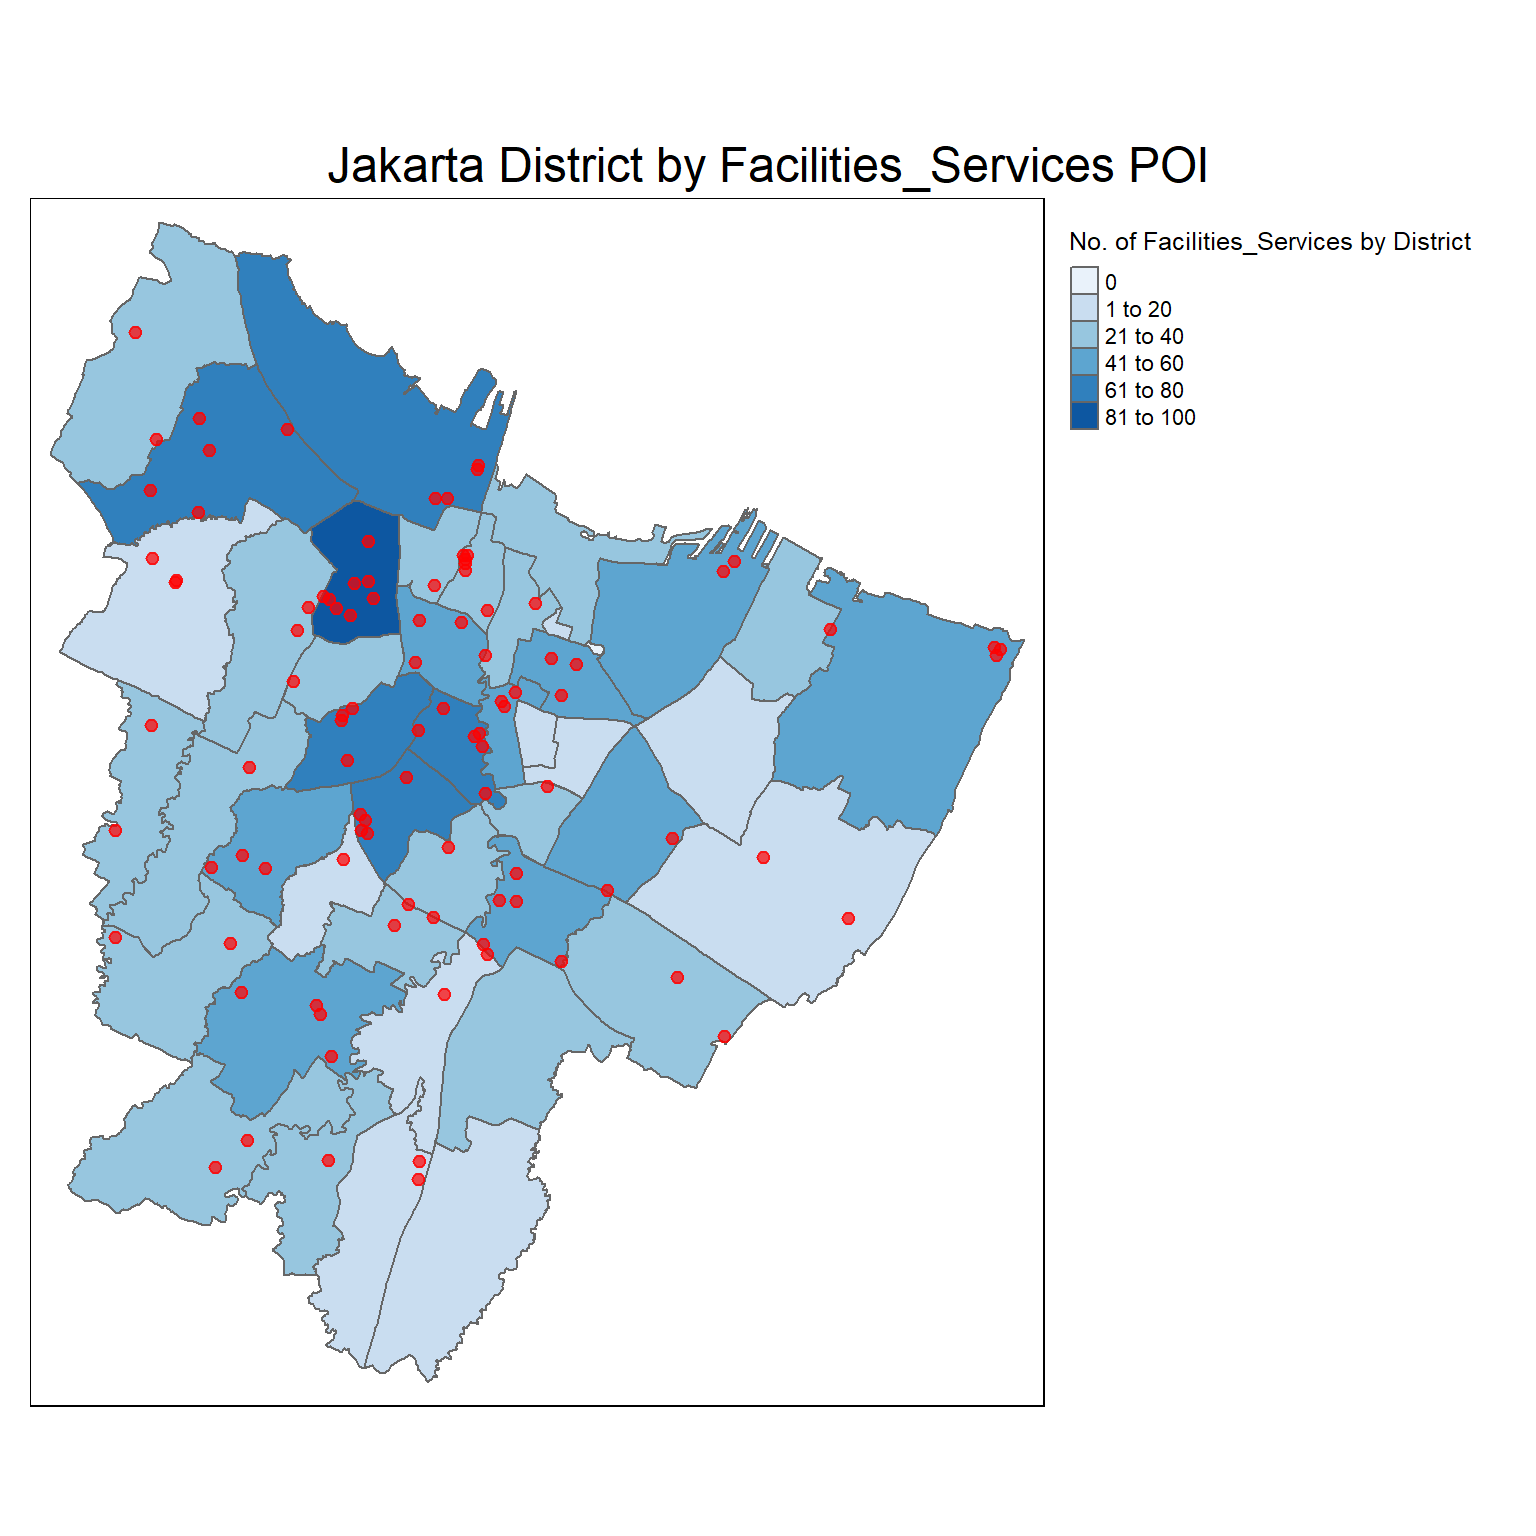 Jakarta District by Facilities_Services POI
No. of Facilities_Services by District
0
1 to 20
21 to 40
41 to 60
61 to 80
81 to 100